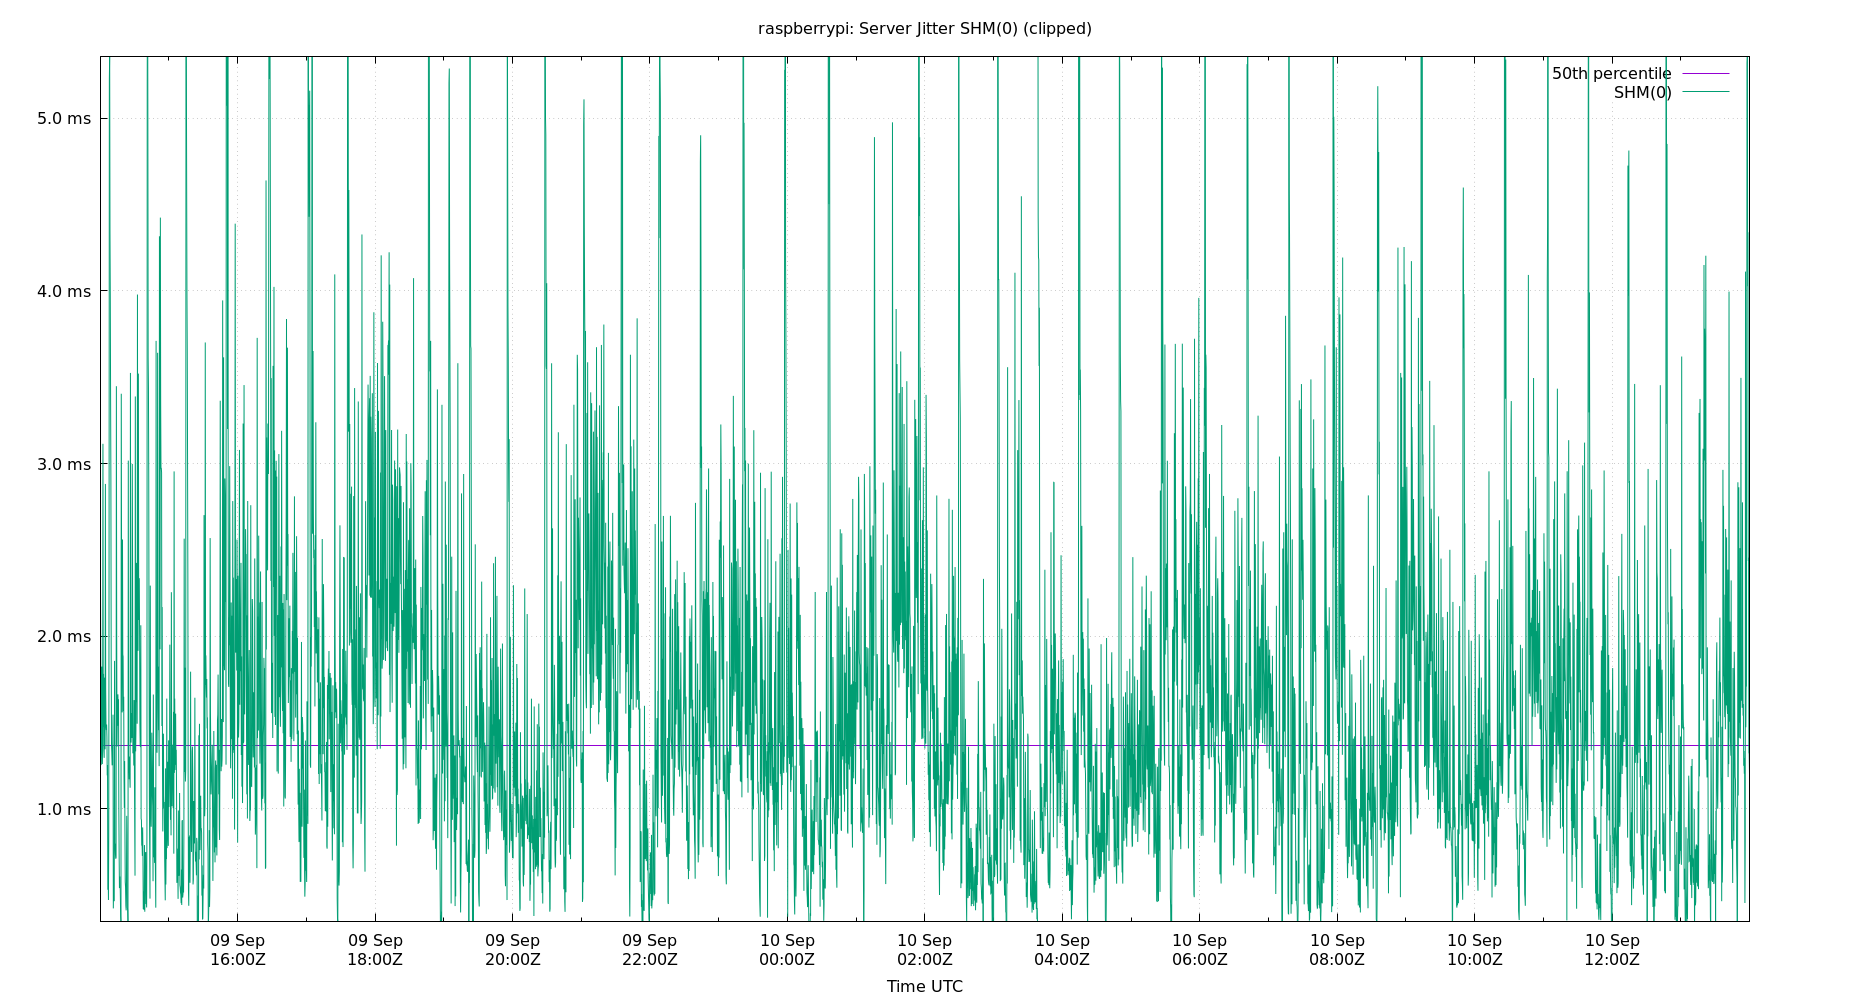 raspberrypi: Server Jitter SHM(0) (clipped)
50th percentile
SHM(0)
5.0 ms
4.0 ms
3.0 ms
2.0 ms
1.0 ms
09 Sep 09 Sep 09 Sep 09 Sep 10 Sep 10 Sep 10 Sep 10 Sep 10 Sep 10 Sep 10 Sep
16:00Z 18:00Z 20:00Z 22:00Z 00:00Z 02:00Z 04:00Z 06:00Z 08:00Z 10:00Z 12:00Z
Time UTC